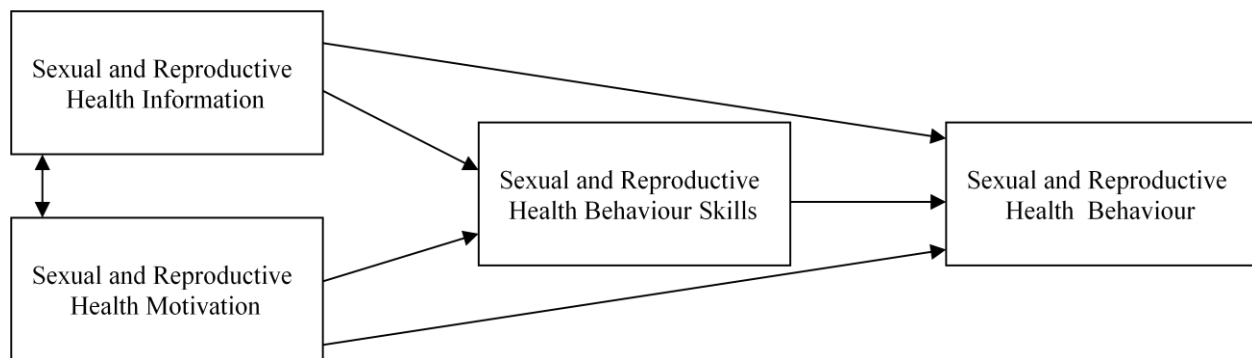 Sexual and Reproductive
Health Information
Sexual and Reproductive
Health Motivation
Sexual and Reproductive
Health Behaviour Skills
Sexual and Reproductive
Health Behaviour